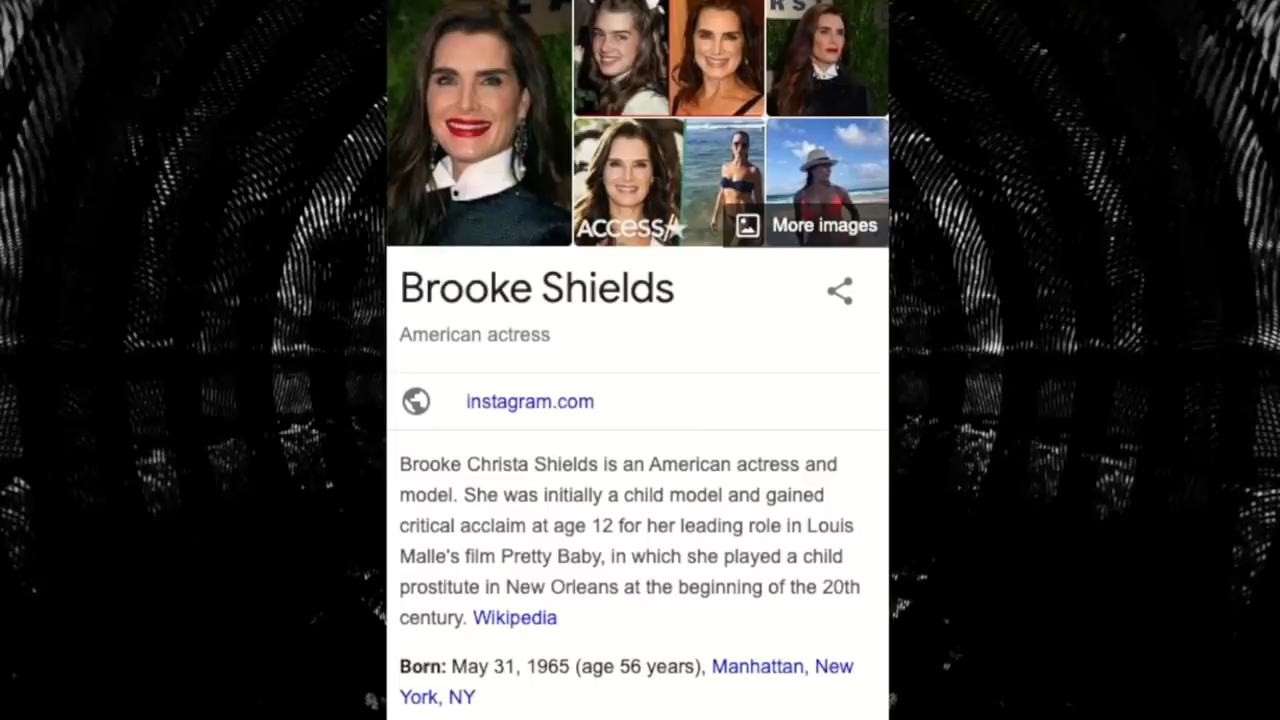 RS
ACCESS
More images
Brooke Shields
American actress
instagram.com
Brooke Christa Shields is an American actress and
model. She was initially a child model and gained
critical acclaim at age 12 for her leading role in Louis
Malle's film Pretty Baby, in which she played a child
prostitute in New Orleans at the beginning of the 20th
century. Wikipedia
Born: May 31, 1965 (age 56 years), Manhattan, New
York, NY